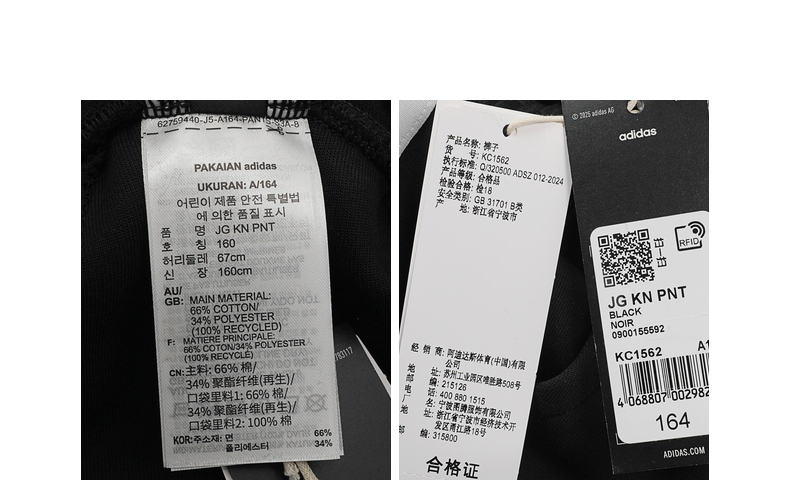 62759440-J5-A164-PANTS-S3A-8
PAKAIAN adidas
UKURAN: A/164
어린이 제품 안전 특별법
에 의한 품질 표시
품 명 JG KN PNT
호 칭 160
허리둘레 67cm
신 장 160cm
AU/
GB: MAIN MATERIAL:
66% COTTON/
34% POLYESTER
(100% RECYCLED)
F: MATIERE PRINCIPALE:
66% COTON/34% POLYESTER
(100% RECYCLÉ)
CN: 主料: 66% 棉/
34% 聚酯纤维(再生)/
口袋里料1: 66% 棉/
34% 聚酯纤维(再生)/
口袋里料2: 100% 棉
KOR: 주소재: 면 66%
폴리에스터 34%
产品名称: 裤子
货 号: KC1562
执行标准: Q/320500 ADSZ 012-2024
产品等级: 合格品
检验合格: 检18
安全类别: GB 31701 B类
产 地: 浙江省宁波市
经 销 商: 阿迪达斯体育(中国)有限
公司
地 址: 苏州工业园区唯胜路508号
邮 编: 215126
电 话: 400 880 1515
厂 名: 宁波图腾服饰有限公司
地 址: 浙江省宁波市经济技术开
发区甬江路18号
邮 编: 315800
合格证
© 2025 adidas AG
adidas
RFID
JG KN PNT
BLACK
NOIR
0900155592
KC1562 A1
4 068807 002982
164
ADIDAS.COM